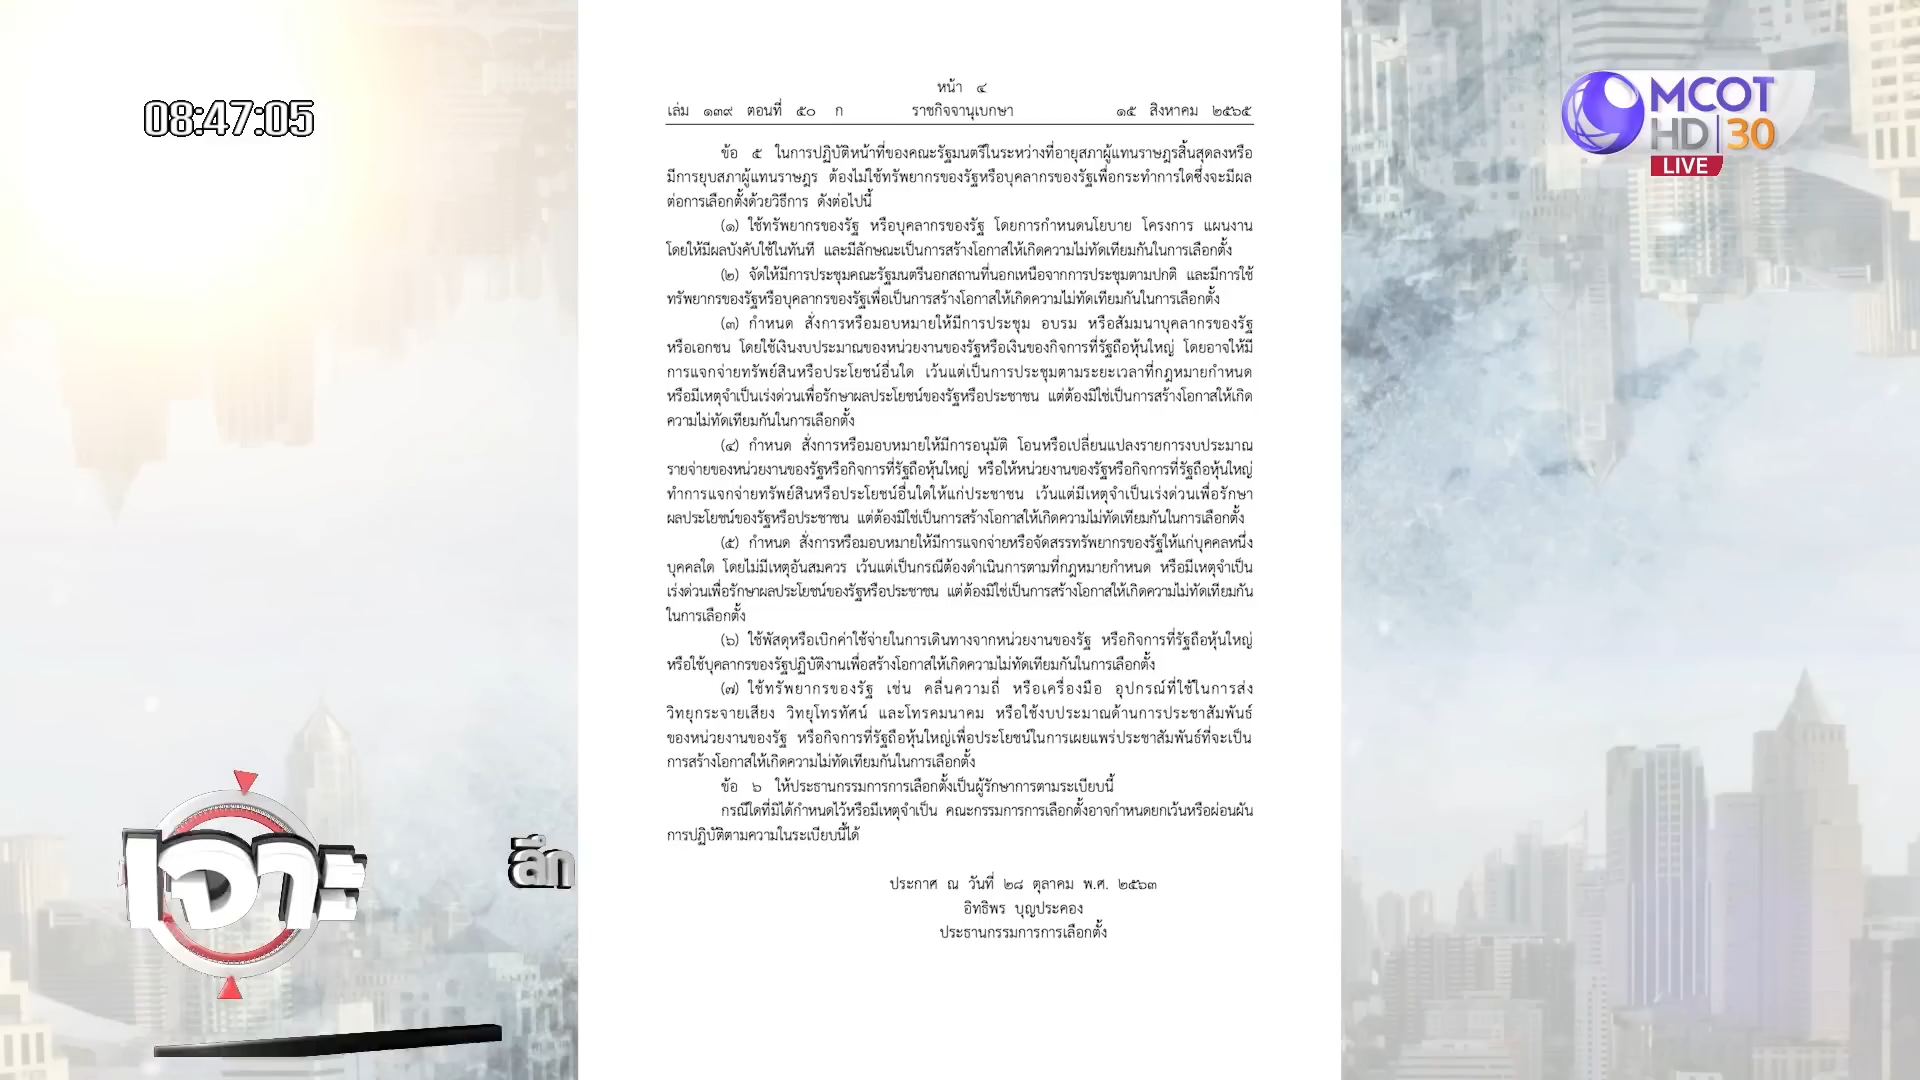 08:47:05
MCOT
HD 30
LIVE
หน้า ๔
เล่ม ๑๓๙ ตอนที่ ๕๐ ก ราชกิจจานุเบกษา ๑๕ สิงหาคม ๒๕๖๕
ข้อ ๕ ในการปฏิบัติหน้าที่ของคณะรัฐมนตรีในระหว่างที่อายุสภาผู้แทนราษฎรสิ้นสุดลงหรือ
มีการยุบสภาผู้แทนราษฎร ต้องไม่ใช้ทรัพยากรของรัฐหรือบุคลากรของรัฐเพื่อกระทำการใดซึ่งจะมีผล
ต่อการเลือกตั้งด้วยวิธีการ ดังต่อไปนี้
(๑) ใช้ทรัพยากรของรัฐ หรือบุคลากรของรัฐ โดยการกำหนดนโยบาย โครงการ แผนงาน
โดยให้มีผลบังคับใช้ในทันที และมีลักษณะเป็นการสร้างโอกาสให้เกิดความไม่ทัดเทียมกันในการเลือกตั้ง
(๒) จัดให้มีการประชุมคณะรัฐมนตรีนอกสถานที่นอกเหนือจากการประชุมตามปกติ และมีการใช้
ทรัพยากรของรัฐหรือบุคลากรของรัฐเพื่อเป็นการสร้างโอกาสให้เกิดความไม่ทัดเทียมกันในการเลือกตั้ง
(๓) กำหนด สั่งการหรือมอบหมายให้มีการประชุม อบรม หรือสัมมนาบุคลากรของรัฐ
หรือเอกชน โดยใช้เงินงบประมาณของหน่วยงานของรัฐหรือเงินของกิจการที่รัฐถือหุ้นใหญ่ โดยอาจให้มี
การแจกจ่ายทรัพย์สินหรือประโยชน์อื่นใด เว้นแต่เป็นการประชุมตามระยะเวลาที่กฎหมายกำหนด
หรือมีเหตุจำเป็นเร่งด่วนเพื่อรักษาผลประโยชน์ของรัฐหรือประชาชน แต่ต้องมิใช่เป็นการสร้างโอกาสให้เกิด
ความไม่ทัดเทียมกันในการเลือกตั้ง
(๔) กำหนด สั่งการหรือมอบหมายให้มีการอนุมัติ โอนหรือเปลี่ยนแปลงรายการงบประมาณ
รายจ่ายของหน่วยงานของรัฐหรือกิจการที่รัฐถือหุ้นใหญ่ หรือให้หน่วยงานของรัฐหรือกิจการที่รัฐถือหุ้นใหญ่
ทำการแจกจ่ายทรัพย์สินหรือประโยชน์อื่นใดให้แก่ประชาชน เว้นแต่มีเหตุจำเป็นเร่งด่วนเพื่อรักษา
ผลประโยชน์ของรัฐหรือประชาชน แต่ต้องมิใช่เป็นการสร้างโอกาสให้เกิดความไม่ทัดเทียมกันในการเลือกตั้ง
(๕) กำหนด สั่งการหรือมอบหมายให้มีการแจกจ่ายหรือจัดสรรทรัพยากรของรัฐให้แก่บุคคลหนึ่ง
บุคคลใด โดยไม่มีเหตุอันสมควร เว้นแต่เป็นกรณีต้องดำเนินการตามที่กฎหมายกำหนด หรือมีเหตุจำเป็น
เร่งด่วนเพื่อรักษาผลประโยชน์ของรัฐหรือประชาชน แต่ต้องมิใช่เป็นการสร้างโอกาสให้เกิดความไม่ทัดเทียมกัน
ในการเลือกตั้ง
(๖) ใช้พัสดุหรือเบิกค่าใช้จ่ายในการเดินทางจากหน่วยงานของรัฐ หรือกิจการที่รัฐถือหุ้นใหญ่
หรือใช้บุคลากรของรัฐปฏิบัติงานเพื่อสร้างโอกาสให้เกิดความไม่ทัดเทียมกันในการเลือกตั้ง
(๗) ใช้ทรัพยากรของรัฐ เช่น คลื่นความถี่ หรือเครื่องมือ อุปกรณ์ที่ใช้ในการส่ง
วิทยุกระจายเสียง วิทยุโทรทัศน์ และโทรคมนาคม หรือใช้งบประมาณด้านการประชาสัมพันธ์
ของหน่วยงานของรัฐ หรือกิจการที่รัฐถือหุ้นใหญ่เพื่อประโยชน์ในการเผยแพร่ประชาสัมพันธ์ที่จะเป็น
การสร้างโอกาสให้เกิดความไม่ทัดเทียมกันในการเลือกตั้ง
ข้อ ๖ ให้ประธานกรรมการการเลือกตั้งเป็นผู้รักษาการตามระเบียบนี้
กรณีใดที่มิได้กำหนดไว้หรือมีเหตุจำเป็น คณะกรรมการการเลือกตั้งอาจกำหนดยกเว้นหรือผ่อนผัน
การปฏิบัติตามความในระเบียบนี้ได้
ประกาศ ณ วันที่ ๒๘ ตุลาคม พ.ศ. ๒๕๖๓
อิทธิพร บุญประคอง
ประธานกรรมการการเลือกตั้ง
เจาะ
ลึก